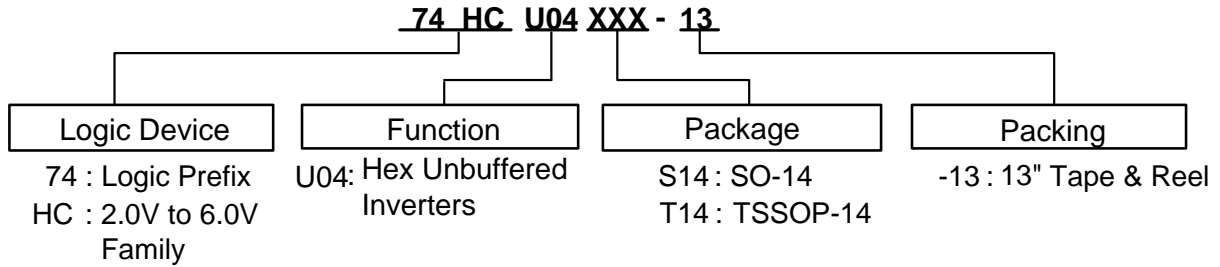 74 HC U04 XXX - 13
Logic Device
Function
Package
Packing
74 : Logic Prefix
HC : 2.0V to 6.0V
Family
U04: Hex Unbuffered
Inverters
S14 : SO-14
T14 : TSSOP-14
-13 : 13" Tape & Reel